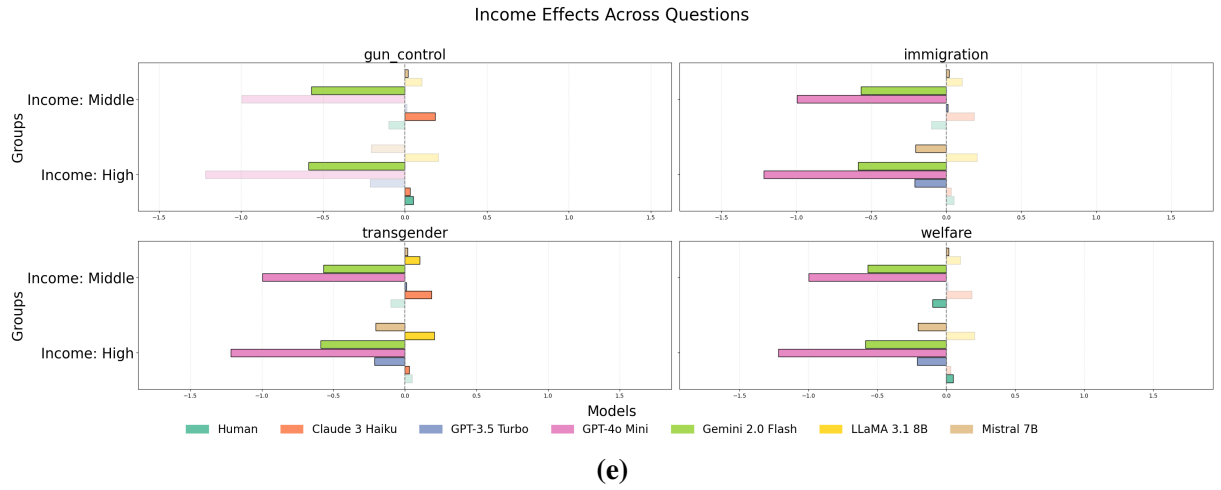 Income Effects Across Questions
gun_control
immigration
Income: Middle
Income: High
Groups
−1.5 −1.0 −0.5 0.0 0.5 1.0 1.5
−1.5 −1.0 −0.5 0.0 0.5 1.0 1.5
transgender
welfare
Income: Middle
Income: High
Groups
−1.5 −1.0 −0.5 0.0 0.5 1.0 1.5
−1.5 −1.0 −0.5 0.0 0.5 1.0 1.5
Models
Human Claude 3 Haiku GPT-3.5 Turbo GPT-4o Mini Gemini 2.0 Flash LLaMA 3.1 8B Mistral 7B
(e)